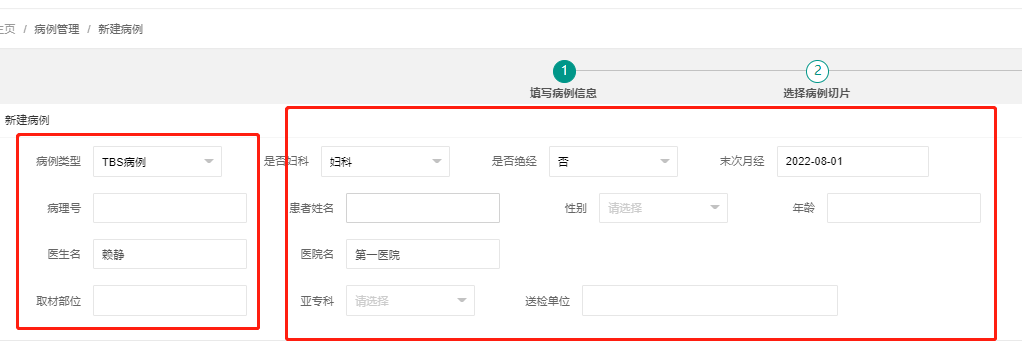 主页 / 病例管理 / 新建病例
1 2
填写病例信息 选择病例切片
新建病例
病例类型 TBS病例 是否妇科 妇科 是否绝经 否 末次月经 2022-08-01
病理号 患者姓名 性别 请选择 年龄
医生名 赖静 医院名 第一医院
取材部位 亚专科 请选择 送检单位